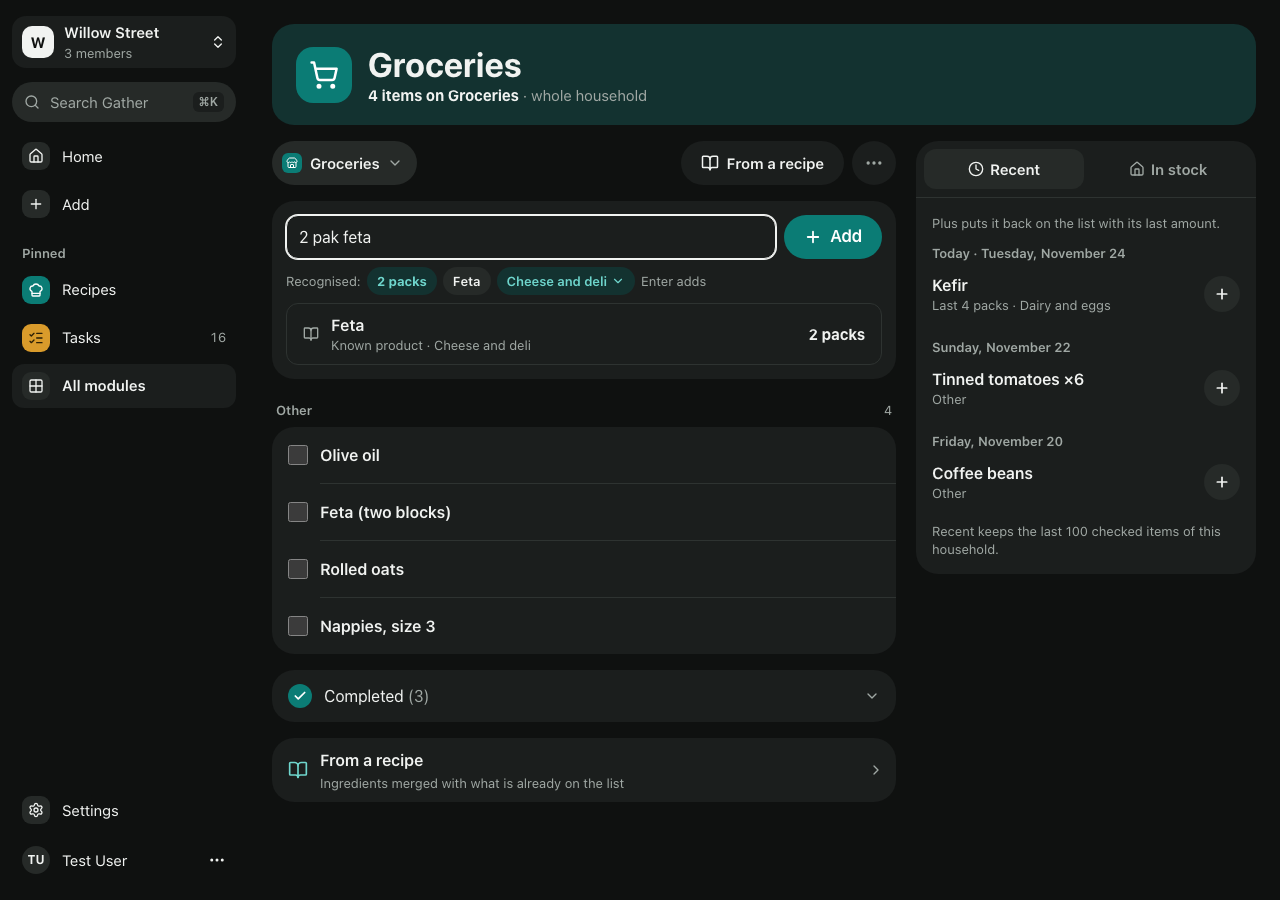 W
Willow Street
3 members
Search Gather
⌘K
Home
Add
Pinned
Recipes
Tasks
16
All modules
Settings
TU
Test User
Groceries
4 items on Groceries · whole household
Groceries
From a recipe
2 pak feta
Add
Recognised:
2 packs
Feta
Cheese and deli
Enter adds
Feta
Known product · Cheese and deli
2 packs
Other
4
Olive oil
Feta (two blocks)
Rolled oats
Nappies, size 3
Completed (3)
From a recipe
Ingredients merged with what is already on the list
Recent
In stock
Plus puts it back on the list with its last amount.
Today · Tuesday, November 24
Kefir
Last 4 packs · Dairy and eggs
Sunday, November 22
Tinned tomatoes ×6
Other
Friday, November 20
Coffee beans
Other
Recent keeps the last 100 checked items of this
household.